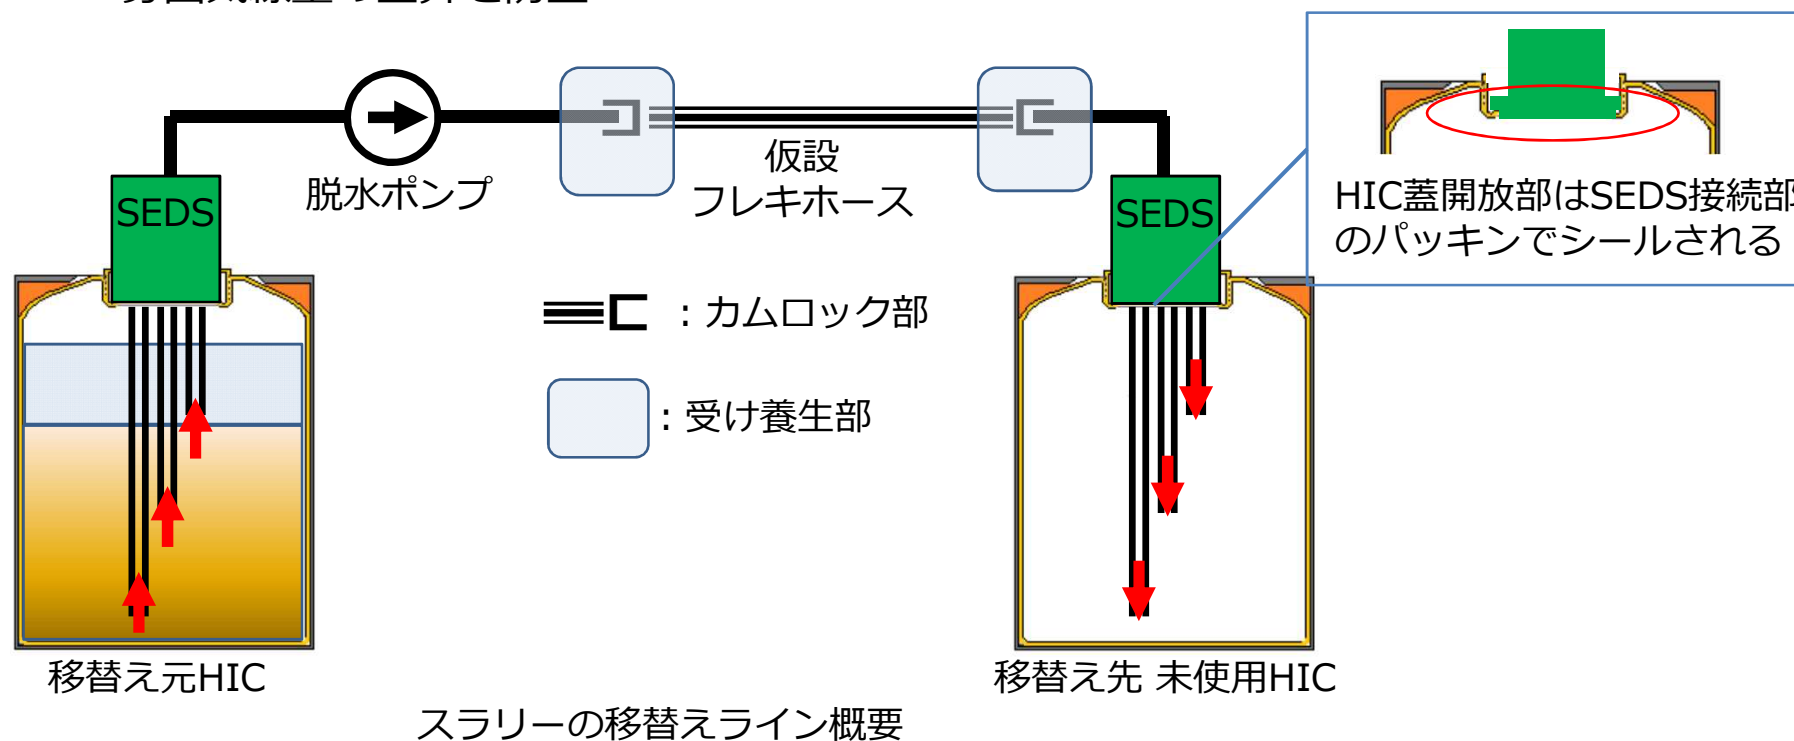 脱水ポンプ
仮設
フレキホース
SEDS
SEDS
HIC蓋開放部はSEDS接続部
のパッキンでシールされる
：カムロック部
：受け養生部
移替え元HIC
移替え先 未使用HIC
スラリーの移替えライン概要